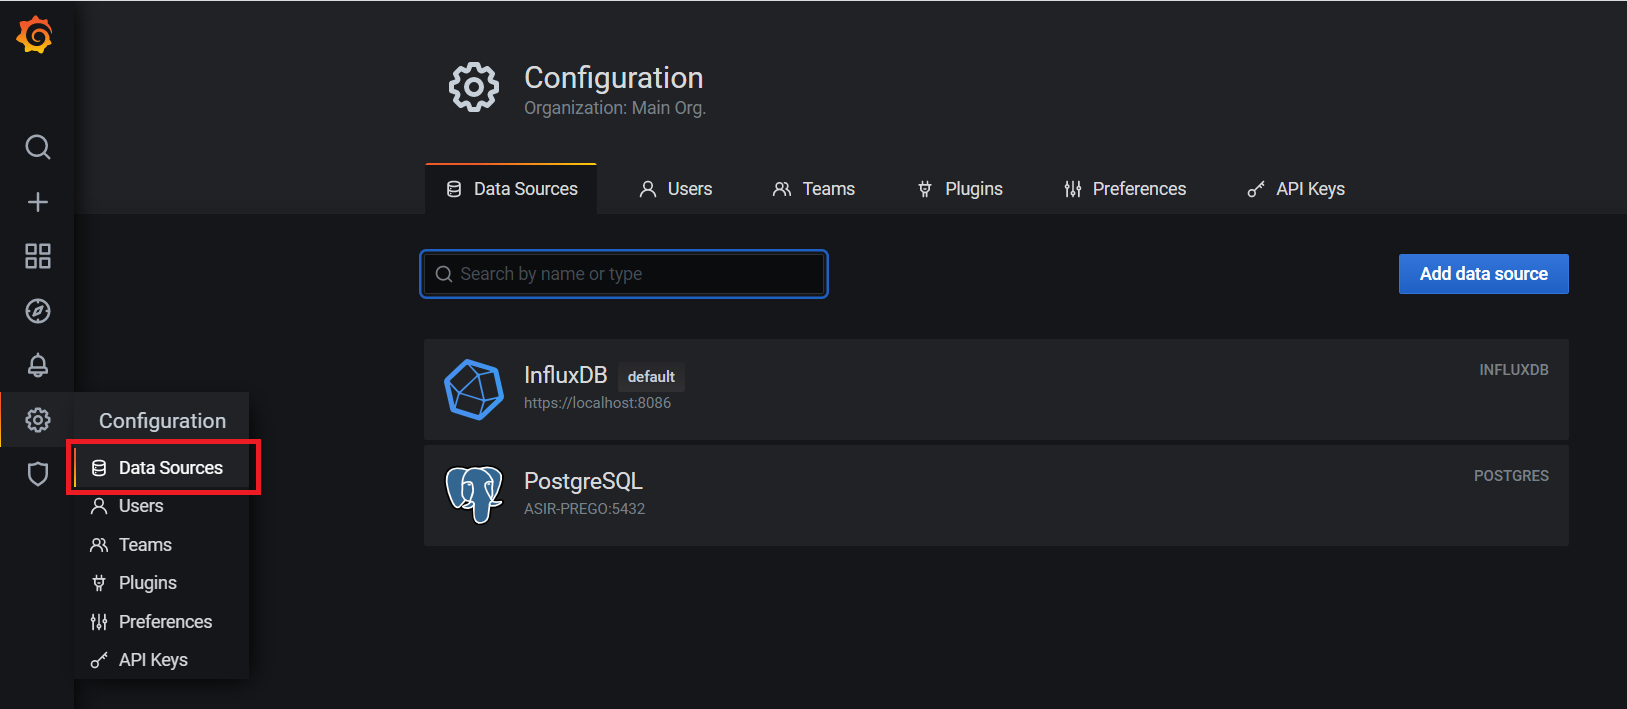 Configuration
Organization: Main Org.
Data Sources
Users
Teams
Plugins
Preferences
API Keys
Search by name or type
Add data source
InfluxDB default
INFLUXDB
https://localhost:8086
PostgreSQL
POSTGRES
ASIR-PREGO:5432
Configuration
Data Sources
Users
Teams
Plugins
Preferences
API Keys